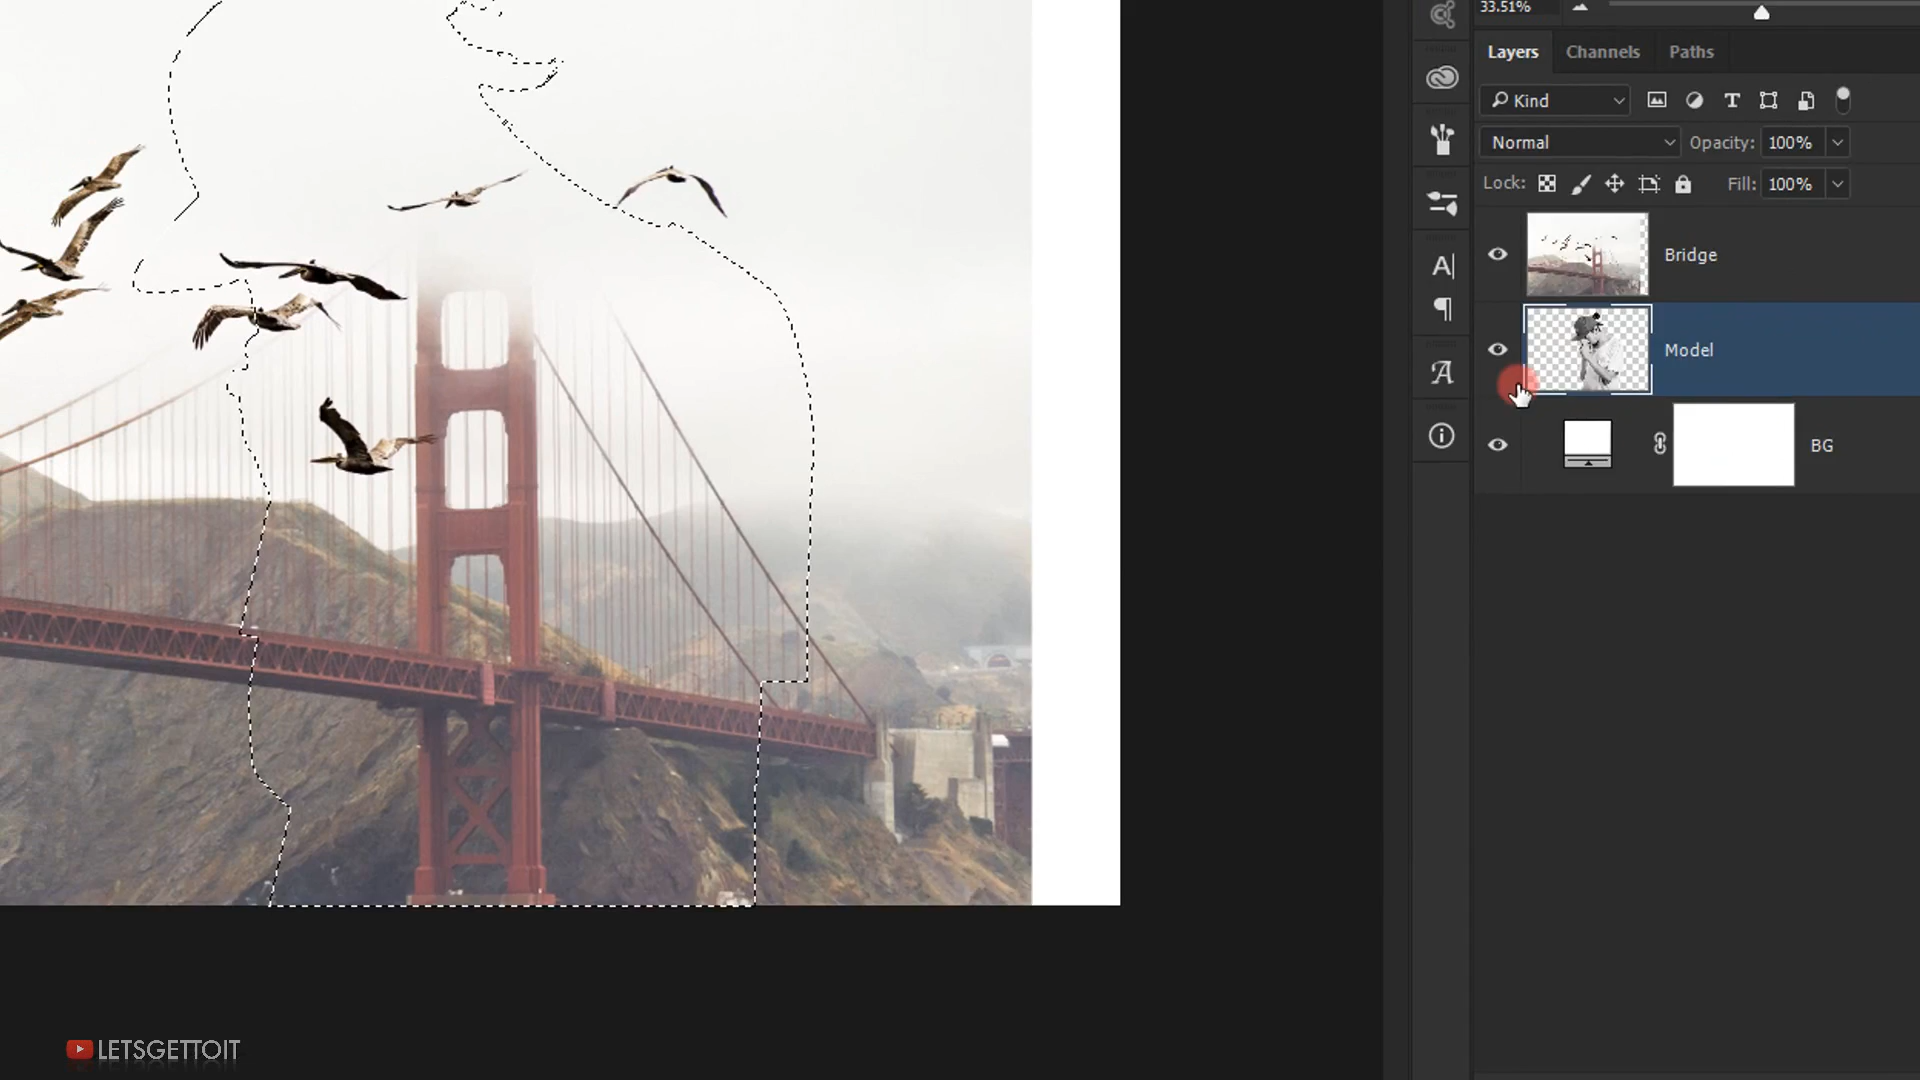 33.51%
Layers Channels Paths
Kind
Normal Opacity: 100%
Lock: Fill: 100%
Bridge
Model
BG
LETSGETTOIT